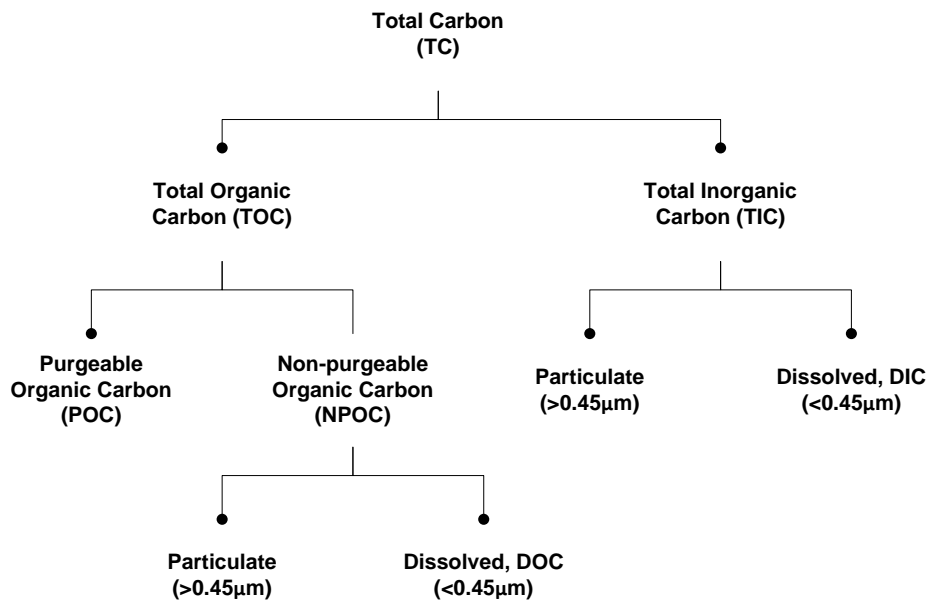 Total Carbon
(TC)
Total Organic
Carbon (TOC)
Total Inorganic
Carbon (TIC)
Purgeable
Organic Carbon
(POC)
Non-purgeable
Organic Carbon
(NPOC)
Particulate
(>0.45µm)
Dissolved, DIC
(<0.45µm)
Particulate
(>0.45µm)
Dissolved, DOC
(<0.45µm)